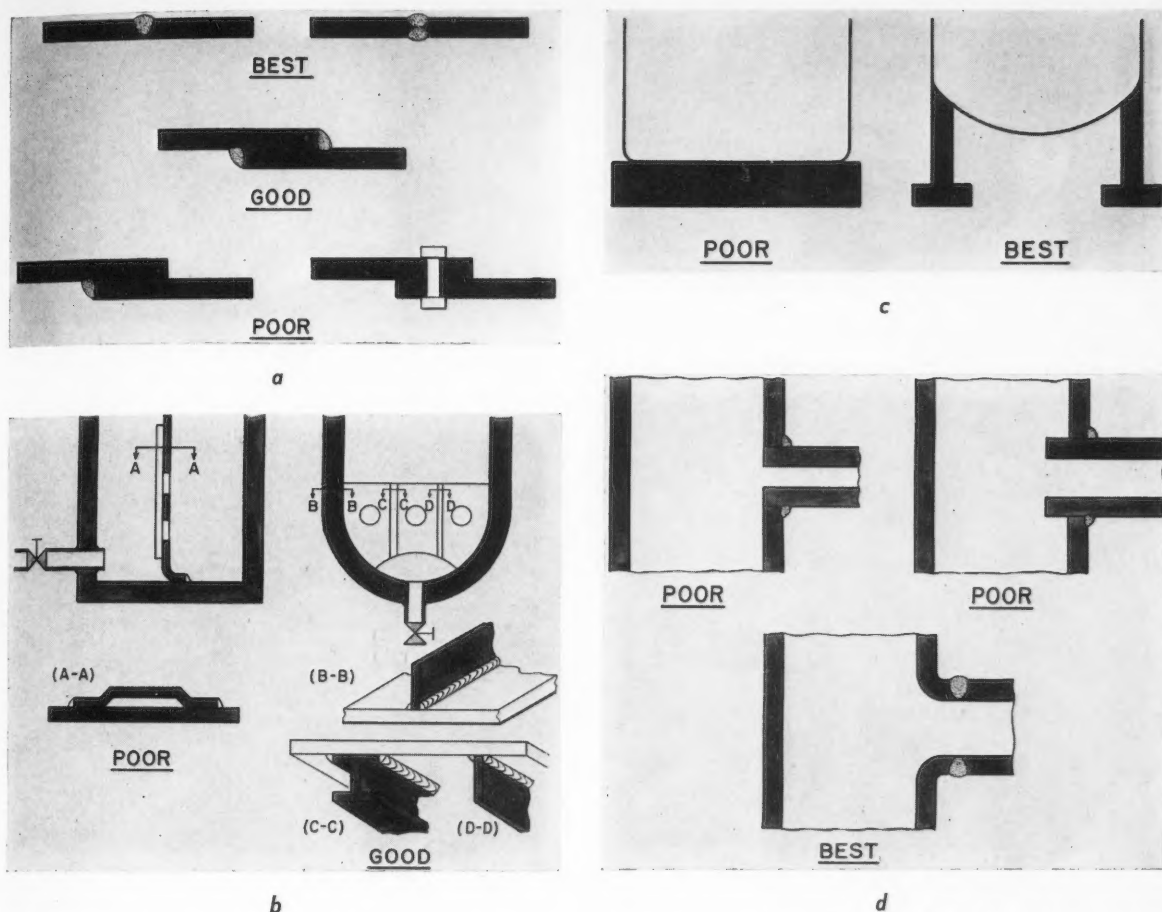 BEST
GOOD
POOR
a
POOR
BEST
c
A A
B B C C D D
(A-A)
(B-B)
POOR
(C-C)
(D-D)
GOOD
b
POOR
POOR
BEST
d